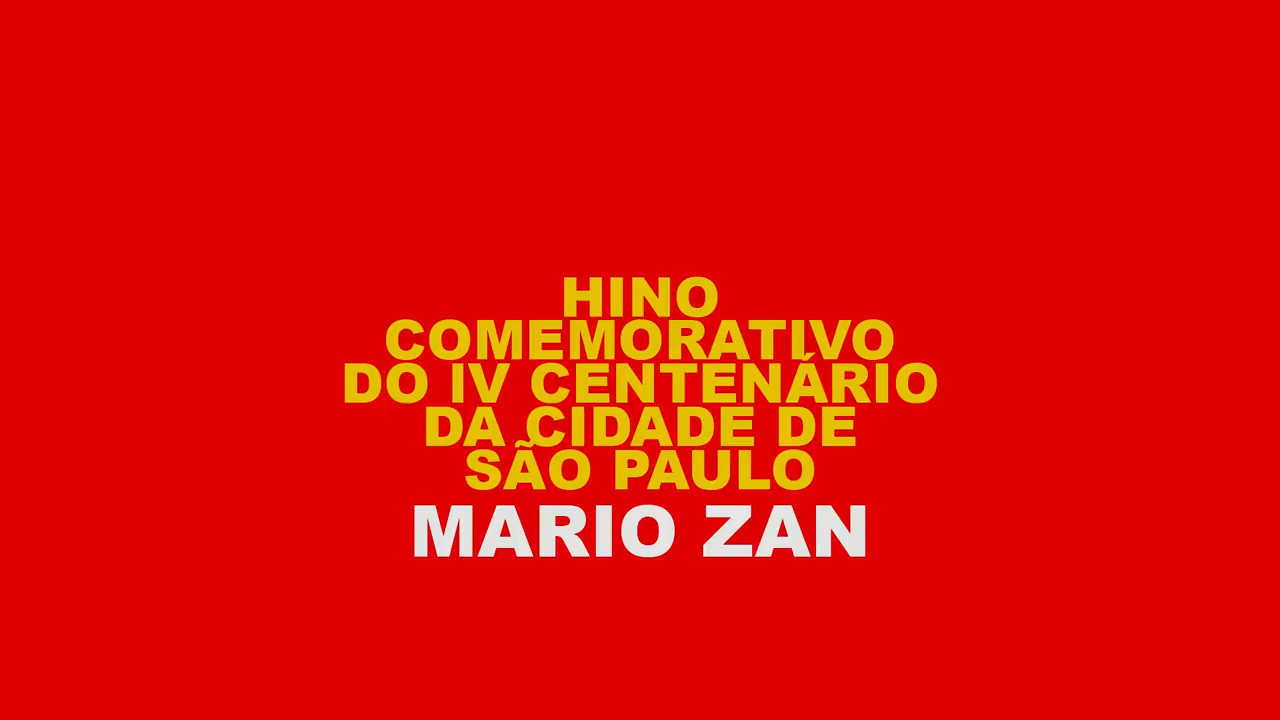 HINO
COMEMORATIVO
DO IV CENTENÁRIO
DA CIDADE DE
SÃO PAULO
MARIO ZAN